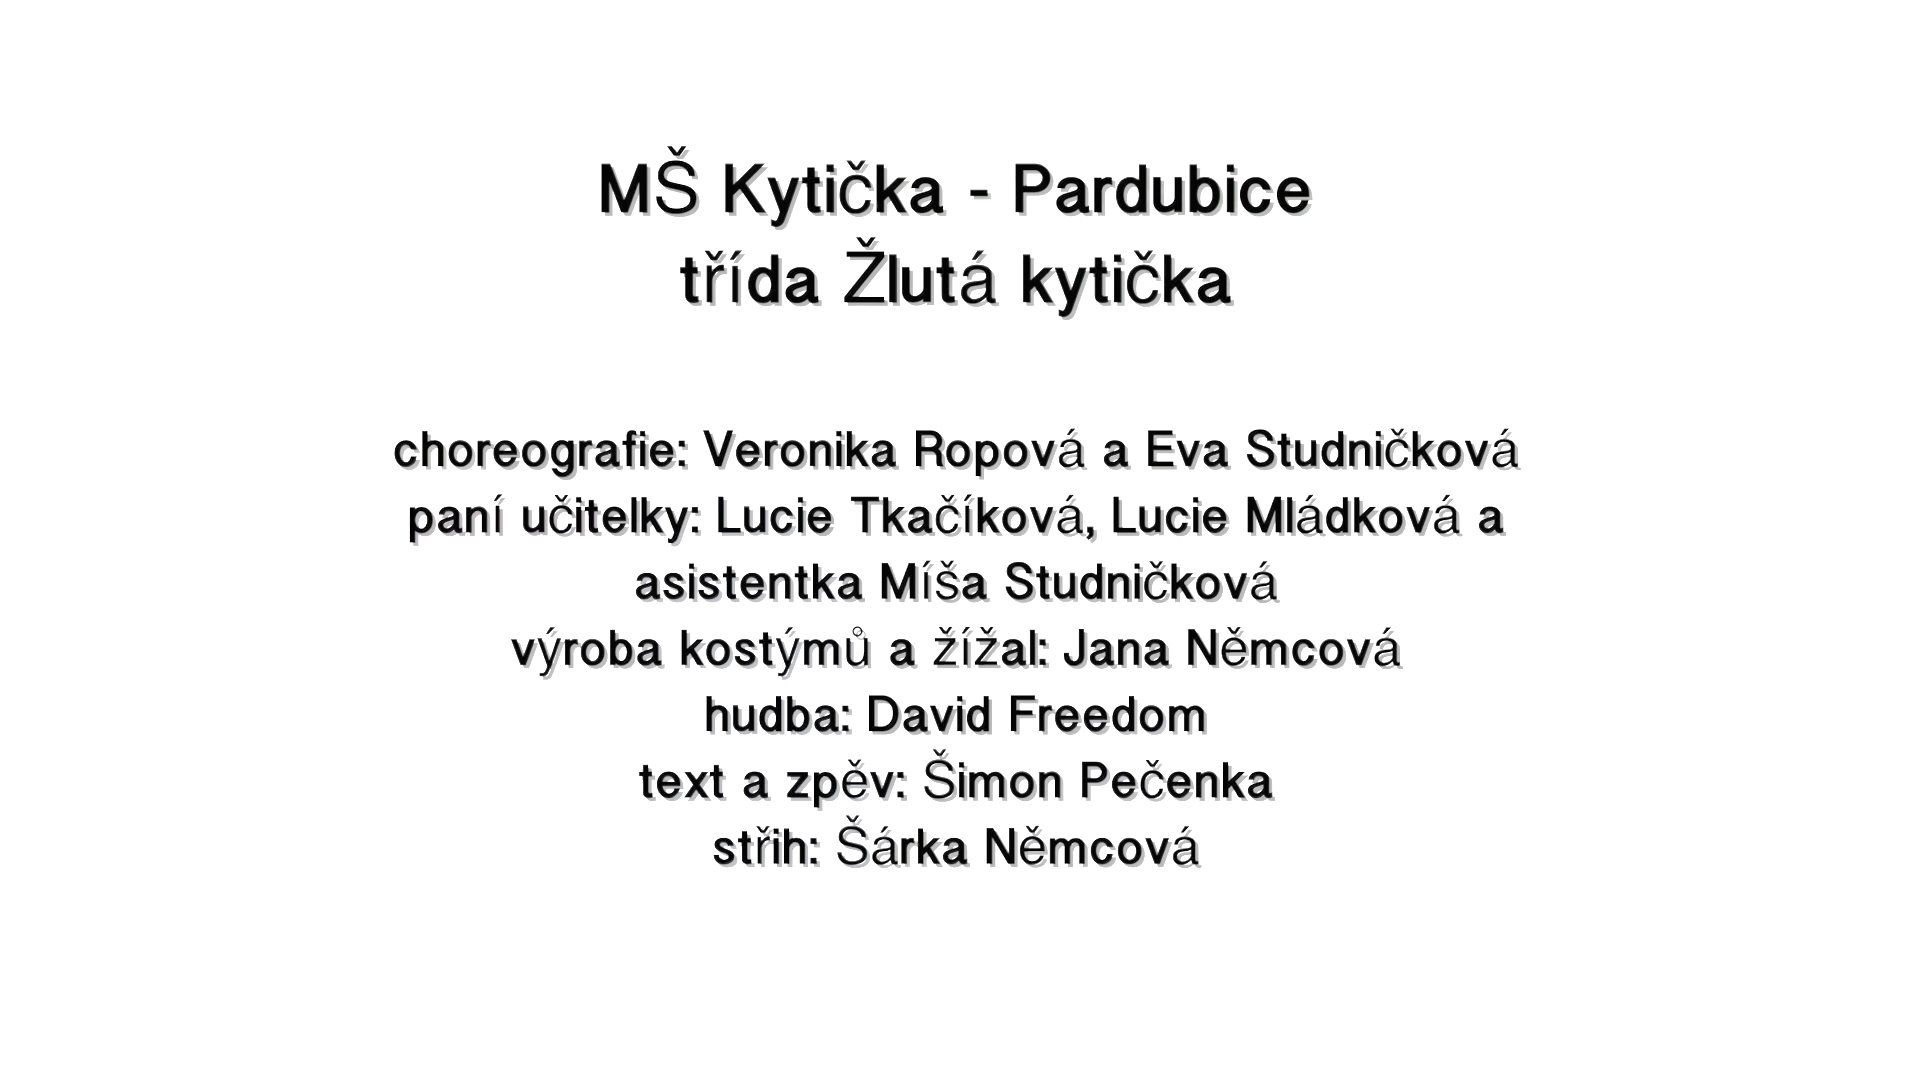 MŠ Kytička - Pardubice
třída Žlutá kytička
choreografie: Veronika Ropová a Eva Studničková
paní učitelky: Lucie Tkačíková, Lucie Mládková a
asistentka Míša Studničková
výroba kostýmů a žížal: Jana Němcová
hudba: David Freedom
text a zpěv: Šimon Pečenka
střih: Šárka Němcová